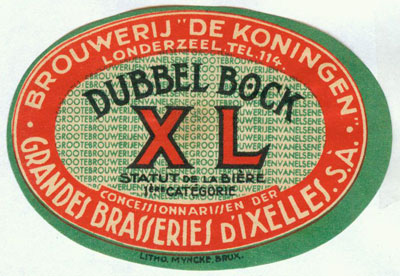 BROUWERIJ "DE KONINGEN"
LONDERZEEL. TEL. 114.
DUBBEL BOCK
XL
STATUT DE LA BIÈRE
1ÈRE CATÉGORIE
CONCESSIONNARISSEN DER
GRANDES BRASSERIES D'IXELLES. S.A.
LITHO. MYNCKE. BRUX.